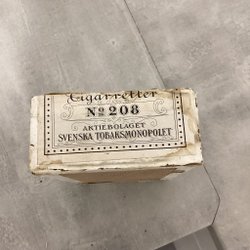 Cigarretter
No 208
AKTIEBOLAGET
SVENSKA TOBAKSMONOPOLET